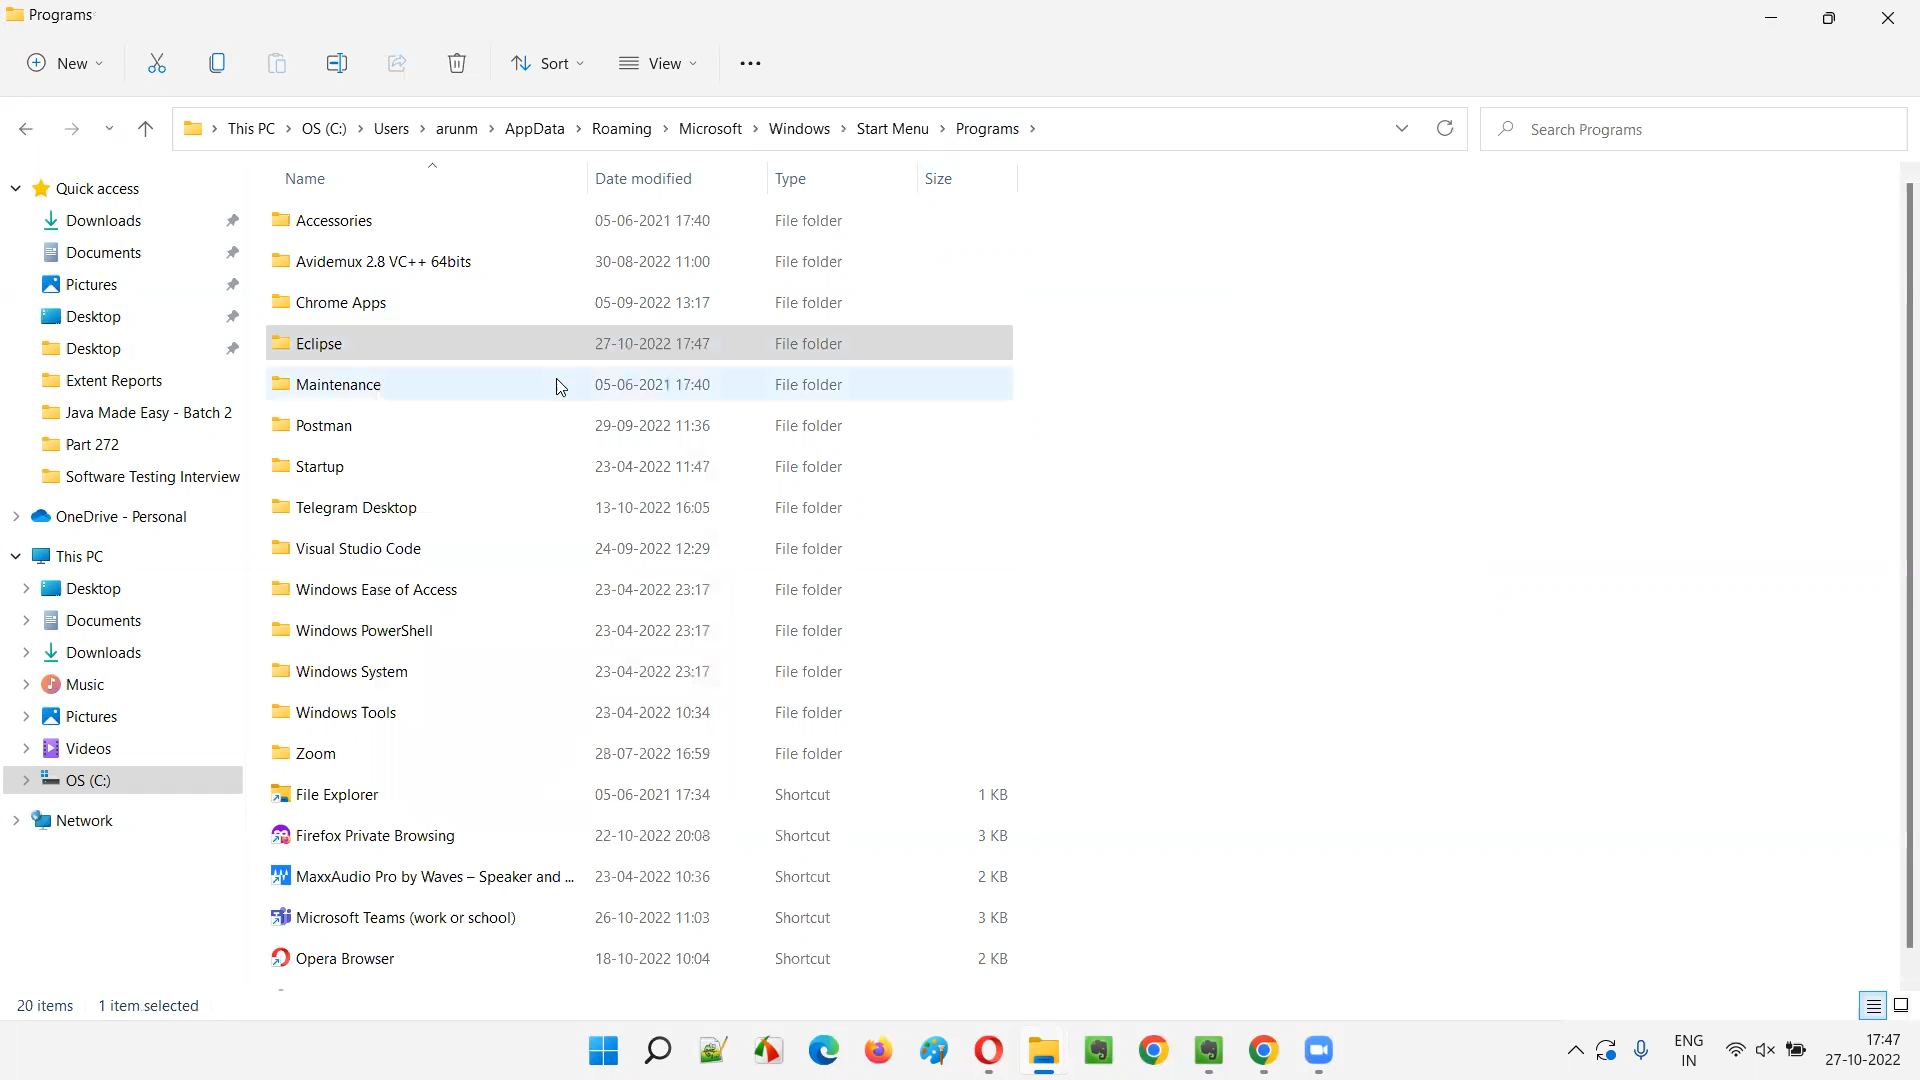 Programs
New
Sort
View
This PC > OS (C:) > Users > arunm > AppData > Roaming > Microsoft > Windows > Start Menu > Programs >
Search Programs
Name Date modified Type Size
Quick access
Downloads
Documents
Pictures
Desktop
Desktop
Extent Reports
Java Made Easy - Batch 2
Part 272
Software Testing Interview
OneDrive - Personal
This PC
Desktop
Documents
Downloads
Music
Pictures
Videos
OS (C:)
Network
Accessories 05-06-2021 17:40 File folder
Avidemux 2.8 VC++ 64bits 30-08-2022 11:00 File folder
Chrome Apps 05-09-2022 13:17 File folder
Eclipse 27-10-2022 17:47 File folder
Maintenance 05-06-2021 17:40 File folder
Postman 29-09-2022 11:36 File folder
Startup 23-04-2022 11:47 File folder
Telegram Desktop 13-10-2022 16:05 File folder
Visual Studio Code 24-09-2022 12:29 File folder
Windows Ease of Access 23-04-2022 23:17 File folder
Windows PowerShell 23-04-2022 23:17 File folder
Windows System 23-04-2022 23:17 File folder
Windows Tools 23-04-2022 10:34 File folder
Zoom 28-07-2022 16:59 File folder
File Explorer 05-06-2021 17:34 Shortcut 1 KB
Firefox Private Browsing 22-10-2022 20:08 Shortcut 3 KB
MaxxAudio Pro by Waves – Speaker and ... 23-04-2022 10:36 Shortcut 2 KB
Microsoft Teams (work or school) 26-10-2022 11:03 Shortcut 3 KB
Opera Browser 18-10-2022 10:04 Shortcut 2 KB
20 items 1 item selected
ENG
IN
17:47
27-10-2022